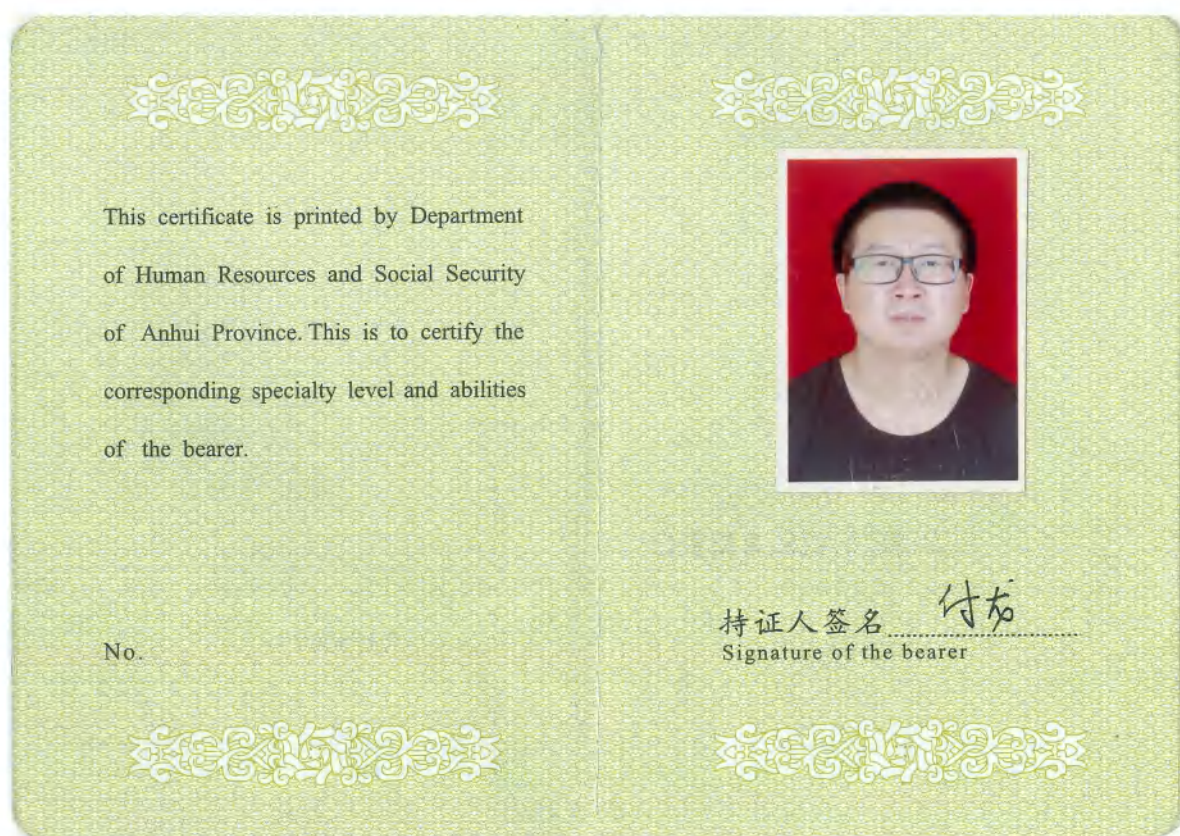 This certificate is printed by Department
of Human Resources and Social Security
of Anhui Province. This is to certify the
corresponding specialty level and abilities
of the bearer.
No.
持证人签名 付龙
Signature of the bearer